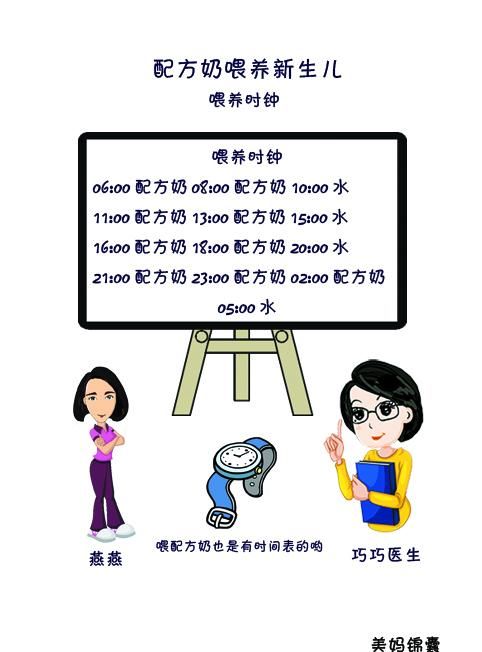 配方奶喂养新生儿
喂养时钟
喂养时钟
06:00 配方奶 08:00 配方奶 10:00 水
11:00 配方奶 13:00 配方奶 15:00 水
16:00 配方奶 18:00 配方奶 20:00 水
21:00 配方奶 23:00 配方奶 02:00 配方奶
05:00 水
喂配方奶也是有时间表的哟
燕燕
巧巧医生
美妈锦囊